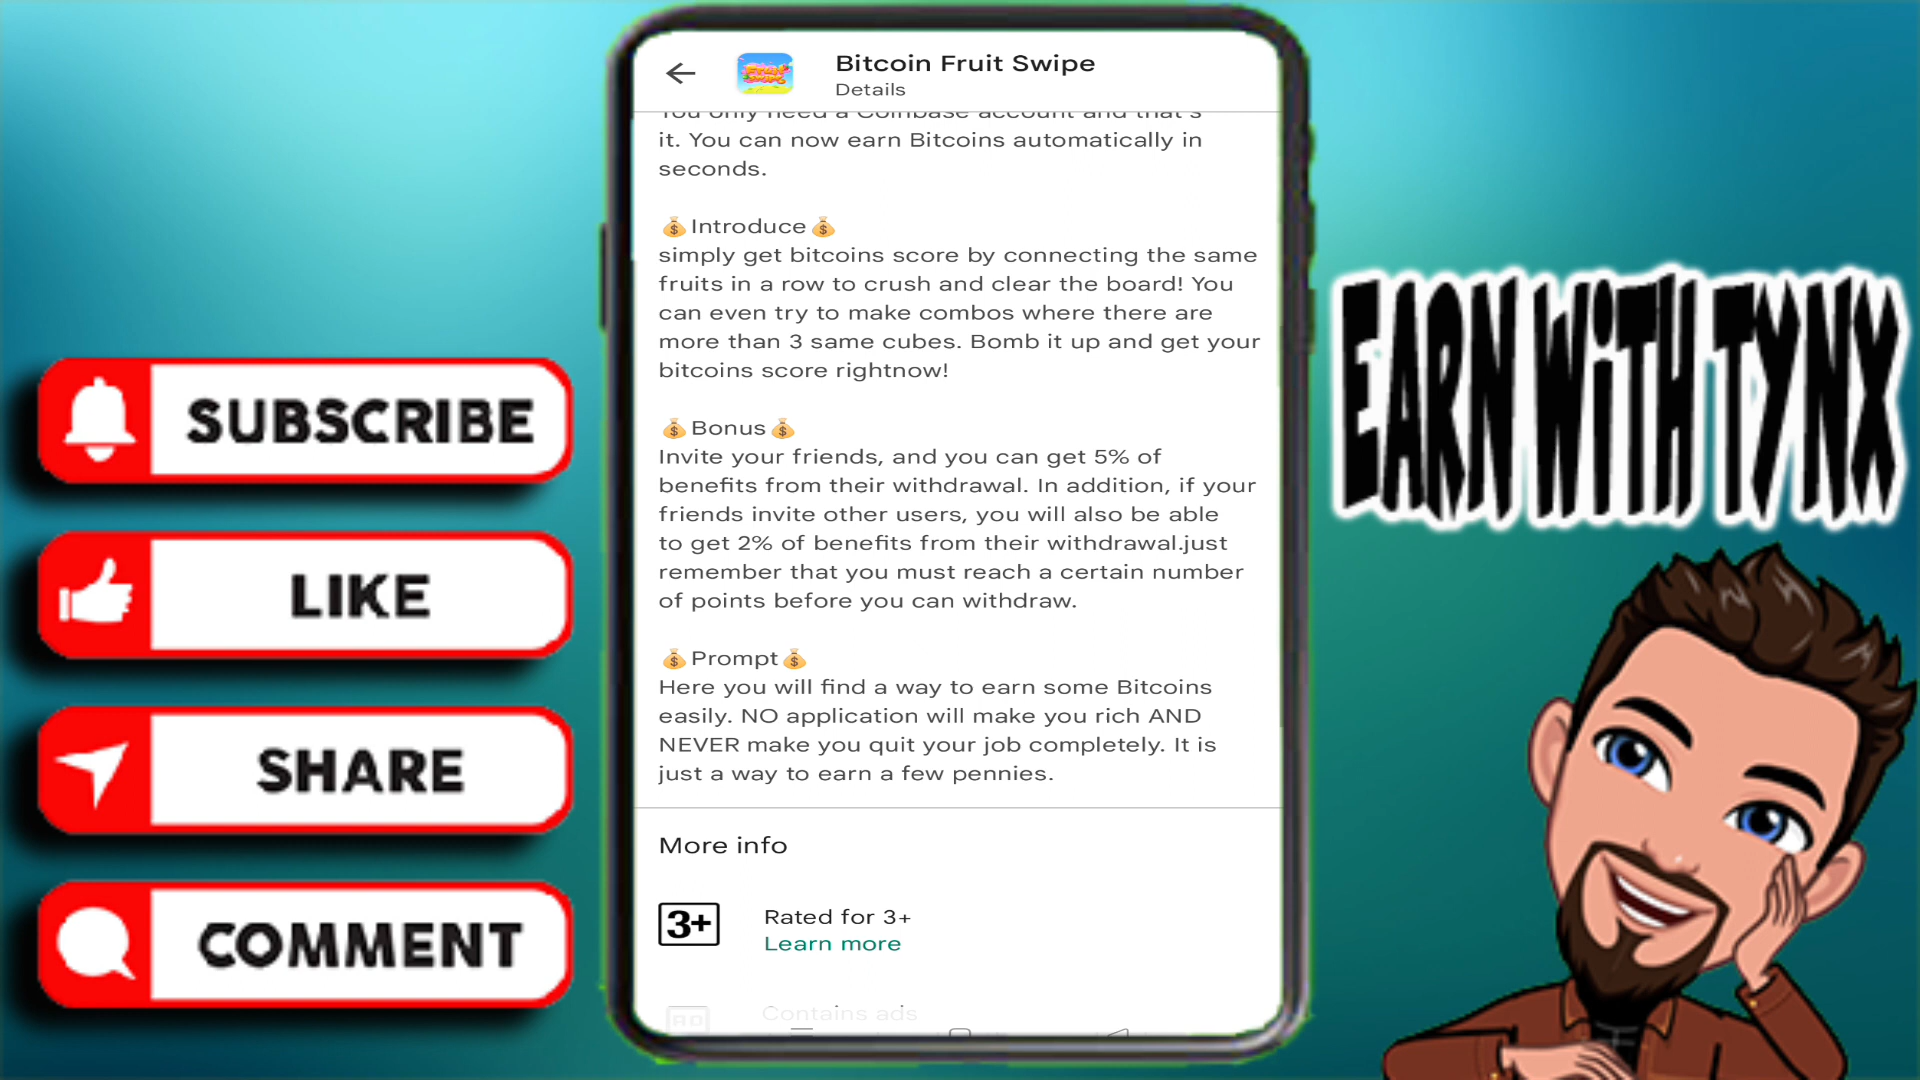 Bitcoin Fruit Swipe
Details
You only need a Coinbase account and that's
it. You can now earn Bitcoins automatically in
seconds.
💰Introduce💰
simply get bitcoins score by connecting the same
fruits in a row to crush and clear the board! You
can even try to make combos where there are
more than 3 same cubes. Bomb it up and get your
bitcoins score rightnow!
💰Bonus💰
Invite your friends, and you can get 5% of
benefits from their withdrawal. In addition, if your
friends invite other users, you will also be able
to get 2% of benefits from their withdrawal.just
remember that you must reach a certain number
of points before you can withdraw.
💰Prompt💰
Here you will find a way to earn some Bitcoins
easily. NO application will make you rich AND
NEVER make you quit your job completely. It is
just a way to earn a few pennies.
More info
3+
Rated for 3+
Learn more
AD
Contains ads
SUBSCRIBE
LIKE
SHARE
COMMENT
EARN WiTH TYNX